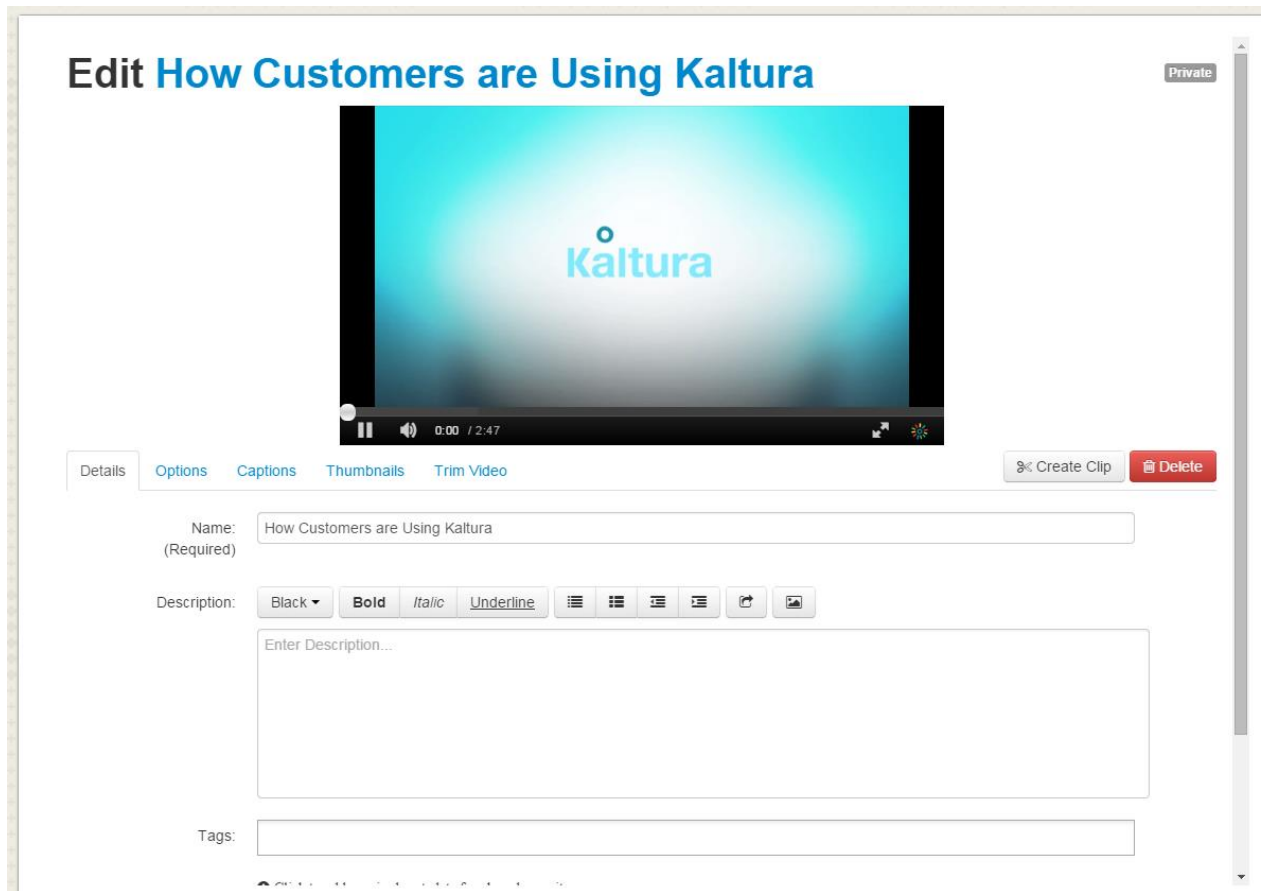 Edit How Customers are Using Kaltura
Private
Kaltura
0:00 / 2:47
Details Options Captions Thumbnails Trim Video Create Clip Delete
Name:
(Required)
How Customers are Using Kaltura
Description:
Black Bold Italic Underline
Enter Description...
Tags: